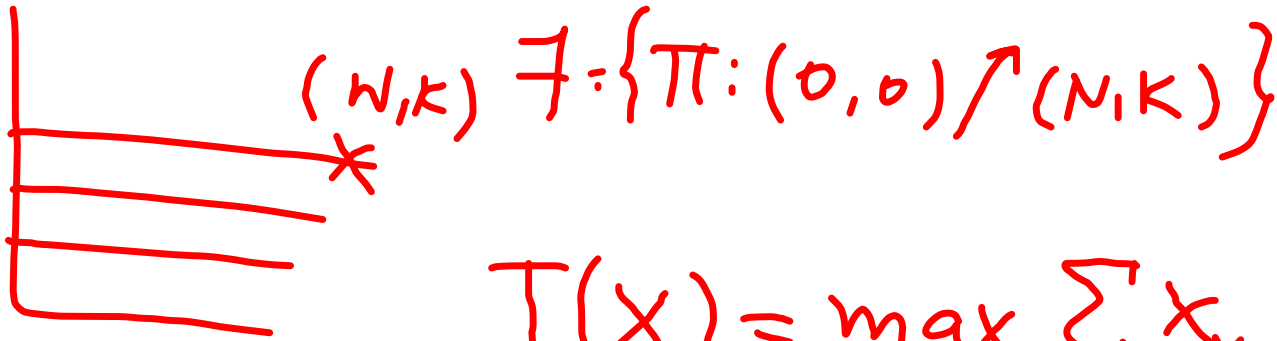 (N,K) F = {π : (0,0) ↗ (N,K)}
T(X) = max Σ X